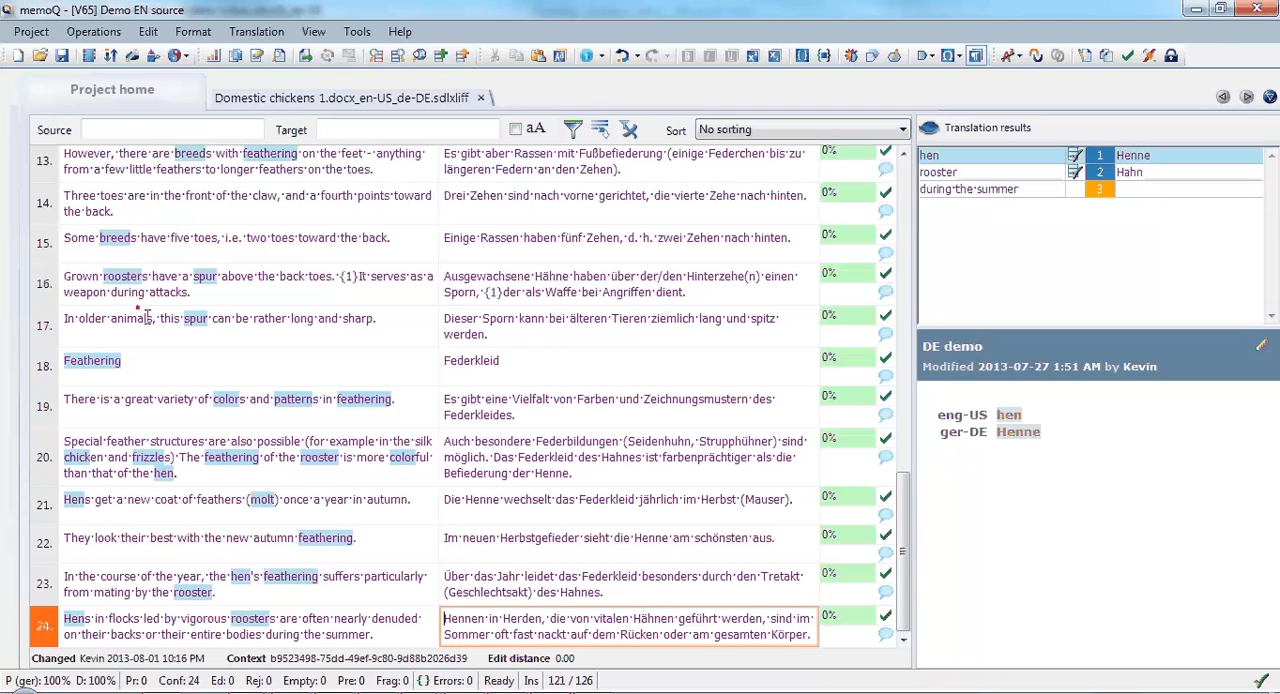 memoQ - [V65] Demo EN source
Project Operations Edit Format Translation View Tools Help
Project home
Domestic chickens 1.docx_en-US_de-DE.sdlxliff
Source Target aA Sort No sorting
13. However, there are breeds with feathering on the feet - anything from a few little feathers to longer feathers on the toes. Es gibt aber Rassen mit Fußbefiederung (einige Federchen bis zu längeren Federn an den Zehen). 0%
14. Three toes are in the front of the claw, and a fourth points toward the back. Drei Zehen sind nach vorne gerichtet, die vierte Zehe nach hinten. 0%
15. Some breeds have five toes, i.e. two toes toward the back. Einige Rassen haben fünf Zehen, d. h. zwei Zehen nach hinten. 0%
16. Grown roosters have a spur above the back toes. {1}It serves as a weapon during attacks. Ausgewachsene Hähne haben über der/den Hinterzehe(n) einen Sporn, {1}der als Waffe bei Angriffen dient. 0%
17. In older animals, this spur can be rather long and sharp. Dieser Sporn kann bei älteren Tieren ziemlich lang und spitz werden. 0%
18. Feathering Federkleid 0%
19. There is a great variety of colors and patterns in feathering. Es gibt eine Vielfalt von Farben und Zeichnungsmustern des Federkleides. 0%
20. Special feather structures are also possible (for example in the silk chicken and frizzles) The feathering of the rooster is more colorful than that of the hen. Auch besondere Federbildungen (Seidenhuhn, Strupphühner) sind möglich. Das Federkleid des Hahnes ist farbenprächtiger als die Befiederung der Henne. 0%
21. Hens get a new coat of feathers (molt) once a year in autumn. Die Henne wechselt das Federkleid jährlich im Herbst (Mauser). 0%
22. They look their best with the new autumn feathering. Im neuen Herbstgefieder sieht die Henne am schönsten aus. 0%
23. In the course of the year, the hen's feathering suffers particularly from mating by the rooster. Über das Jahr leidet das Federkleid besonders durch den Tretakt (Geschlechtsakt) des Hahnes. 0%
24. Hens in flocks led by vigorous roosters are often nearly denuded on their backs or their entire bodies during the summer. Hennen in Herden, die von vitalen Hähnen geführt werden, sind im Sommer oft fast nackt auf dem Rücken oder am gesamten Körper. 0%
Translation results
hen 1 Henne
rooster 2 Hahn
during the summer 3
DE demo
Modified 2013-07-27 1:51 AM by Kevin
eng-US hen
ger-DE Henne
Changed Kevin 2013-08-01 10:16 PM Context b9523498-75dd-49ef-9c80-9d88b2026d39 Edit distance 0.00
P (ger): 100% D: 100% Pr: 0 Conf: 24 Ed: 0 Rej: 0 Empty: 0 Pre: 0 Frag: 0 {} Errors: 0 Ready Ins 121 / 126